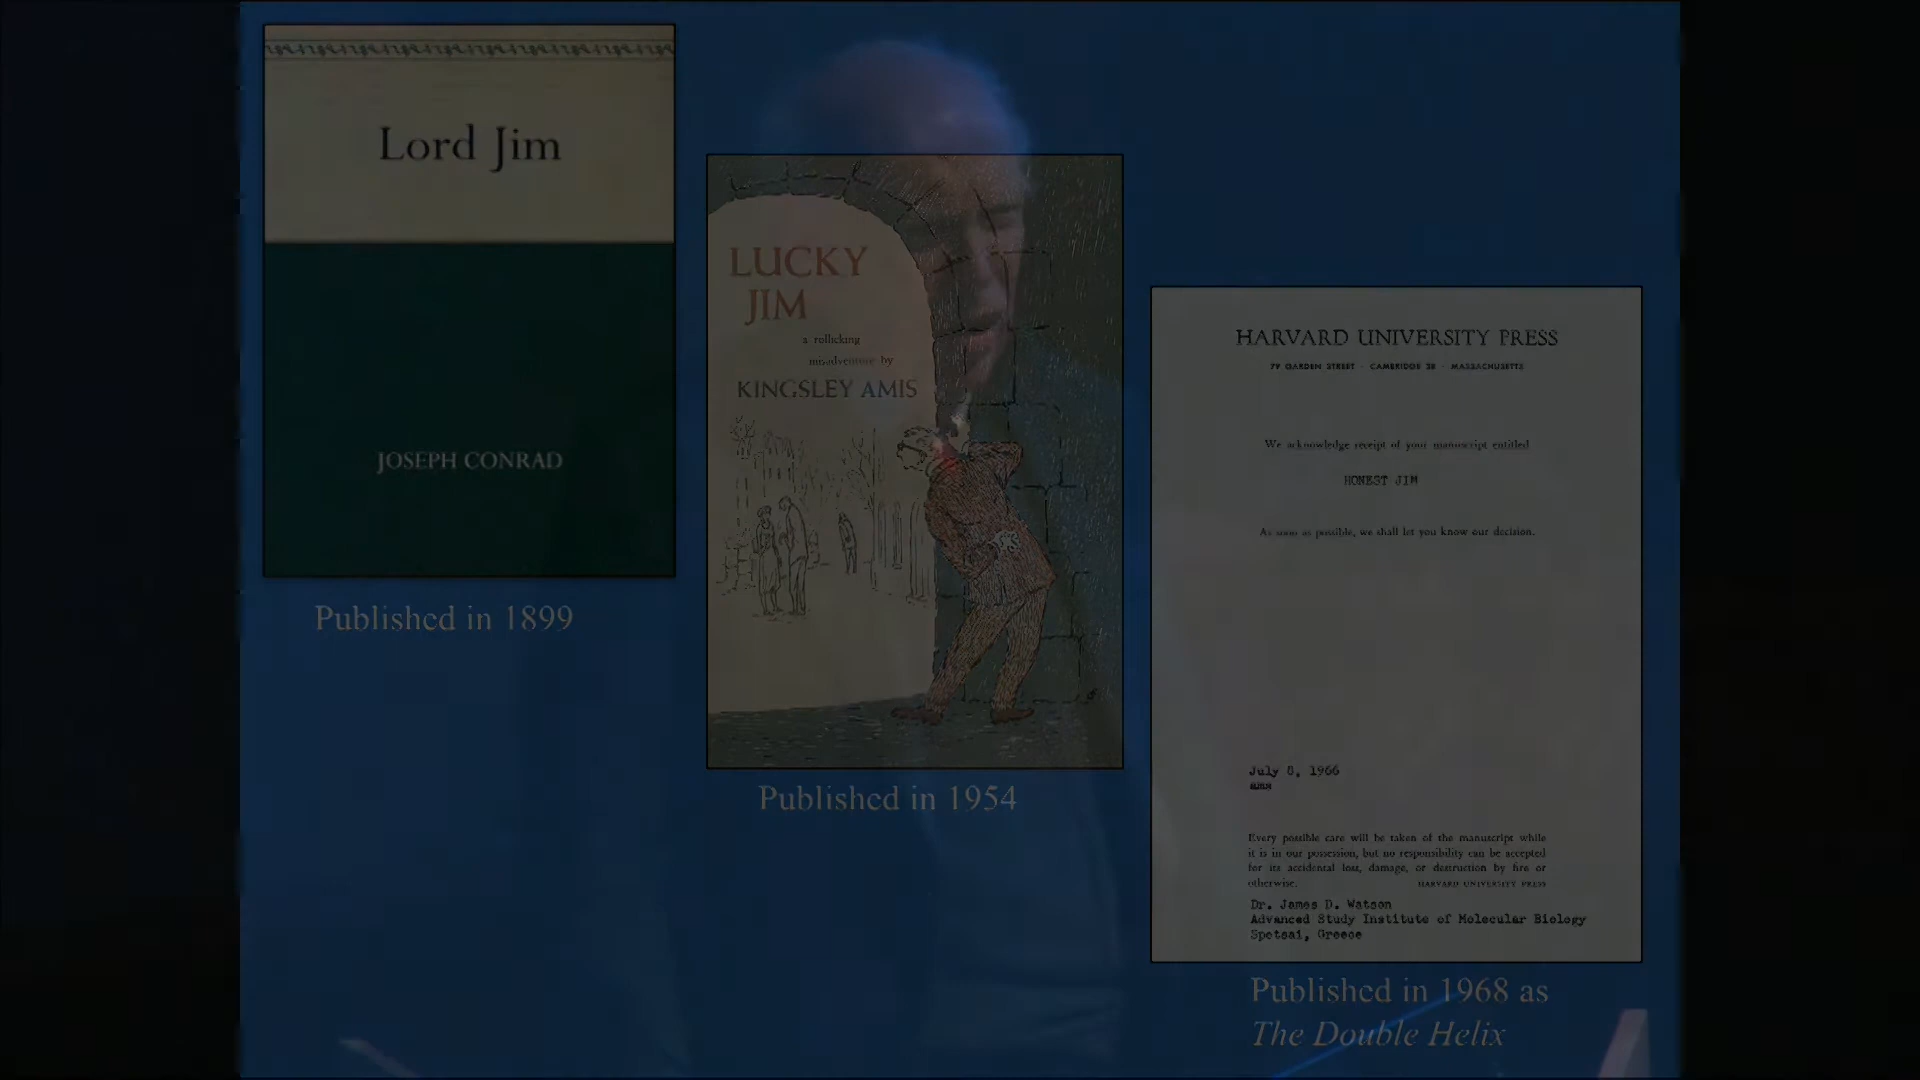 Lord Jim
JOSEPH CONRAD
Published in 1899
LUCKY
JIM
a rollicking
misadventure by
KINGSLEY AMIS
Published in 1954
HARVARD UNIVERSITY PRESS
79 GARDEN STREET · CAMBRIDGE 38 · MASSACHUSETTS
We acknowledge receipt of your manuscript entitled
HONEST JIM
As soon as possible, we shall let you know our decision.
July 8, 1966
ams
Every possible care will be taken of the manuscript while
it is in our possession, but no responsibility can be accepted
for its accidental loss, damage, or destruction by fire or
otherwise. HARVARD UNIVERSITY PRESS
Dr. James D. Watson
Advanced Study Institute of Molecular Biology
Spetsai, Greece
Published in 1968 as
The Double Helix